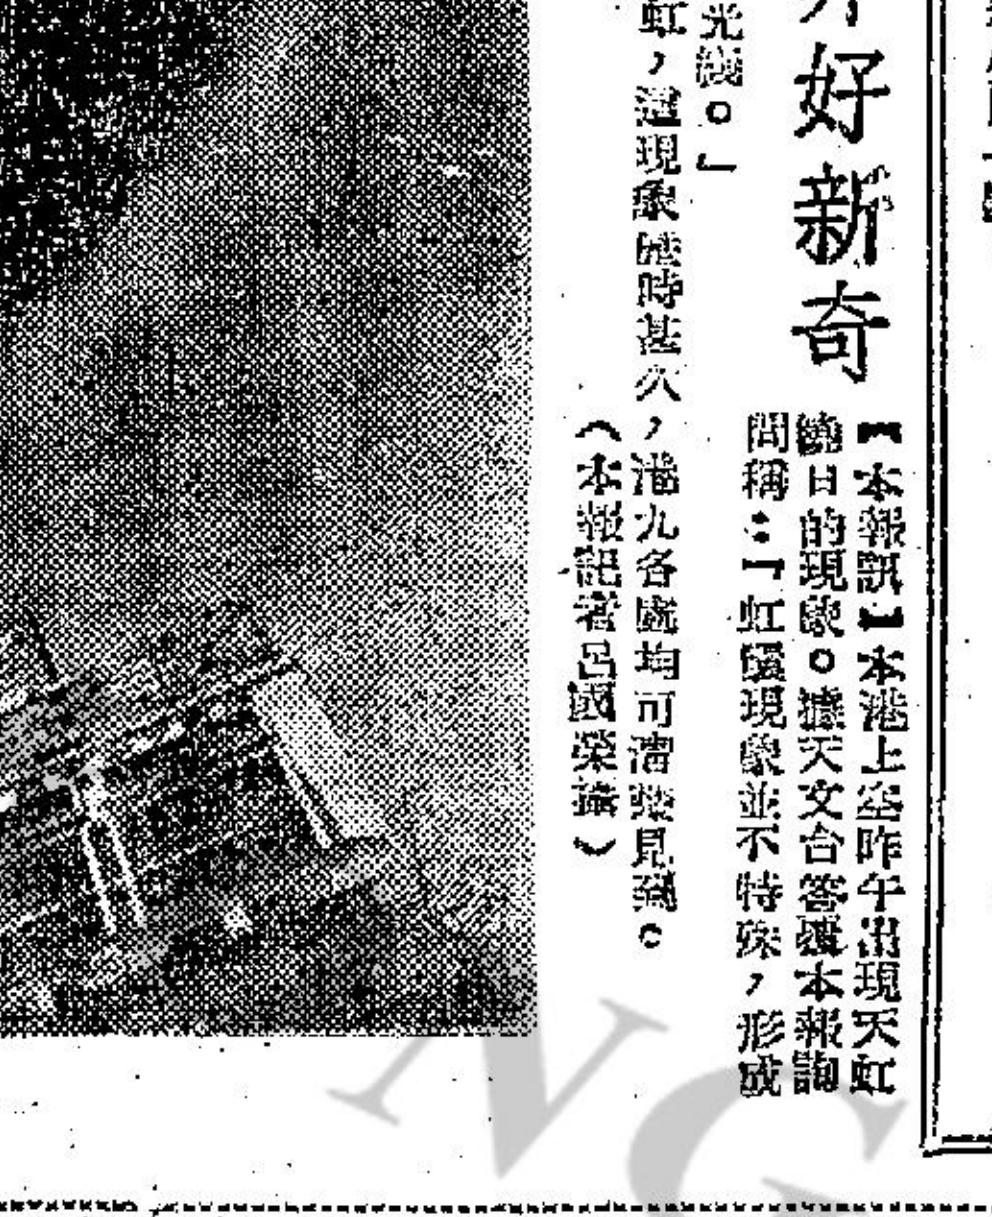 好新奇
【本報訊】本港上空昨午出現天虹
繞日的現象。據天文台答覆本報詢
問稱:「虹環現象並不特殊,形成
光綫。」
虹,這現象歷時甚久,港九各處均可清楚見到。
(本報記者呂國榮攝)